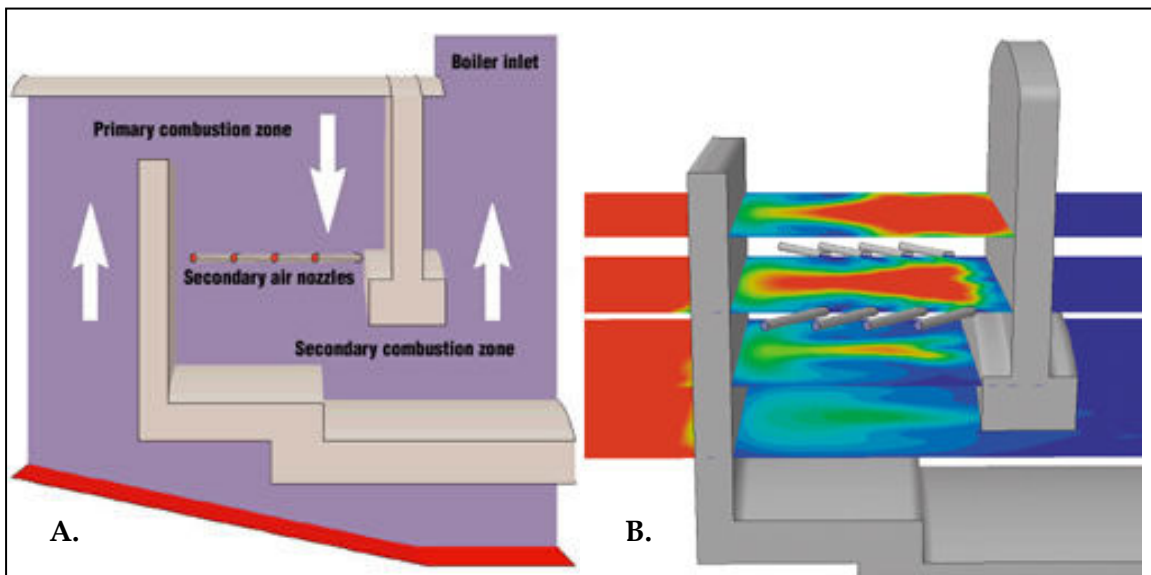 Boiler inlet
Primary combustion zone
Secondary air nozzles
Secondary combustion zone
A.
B.